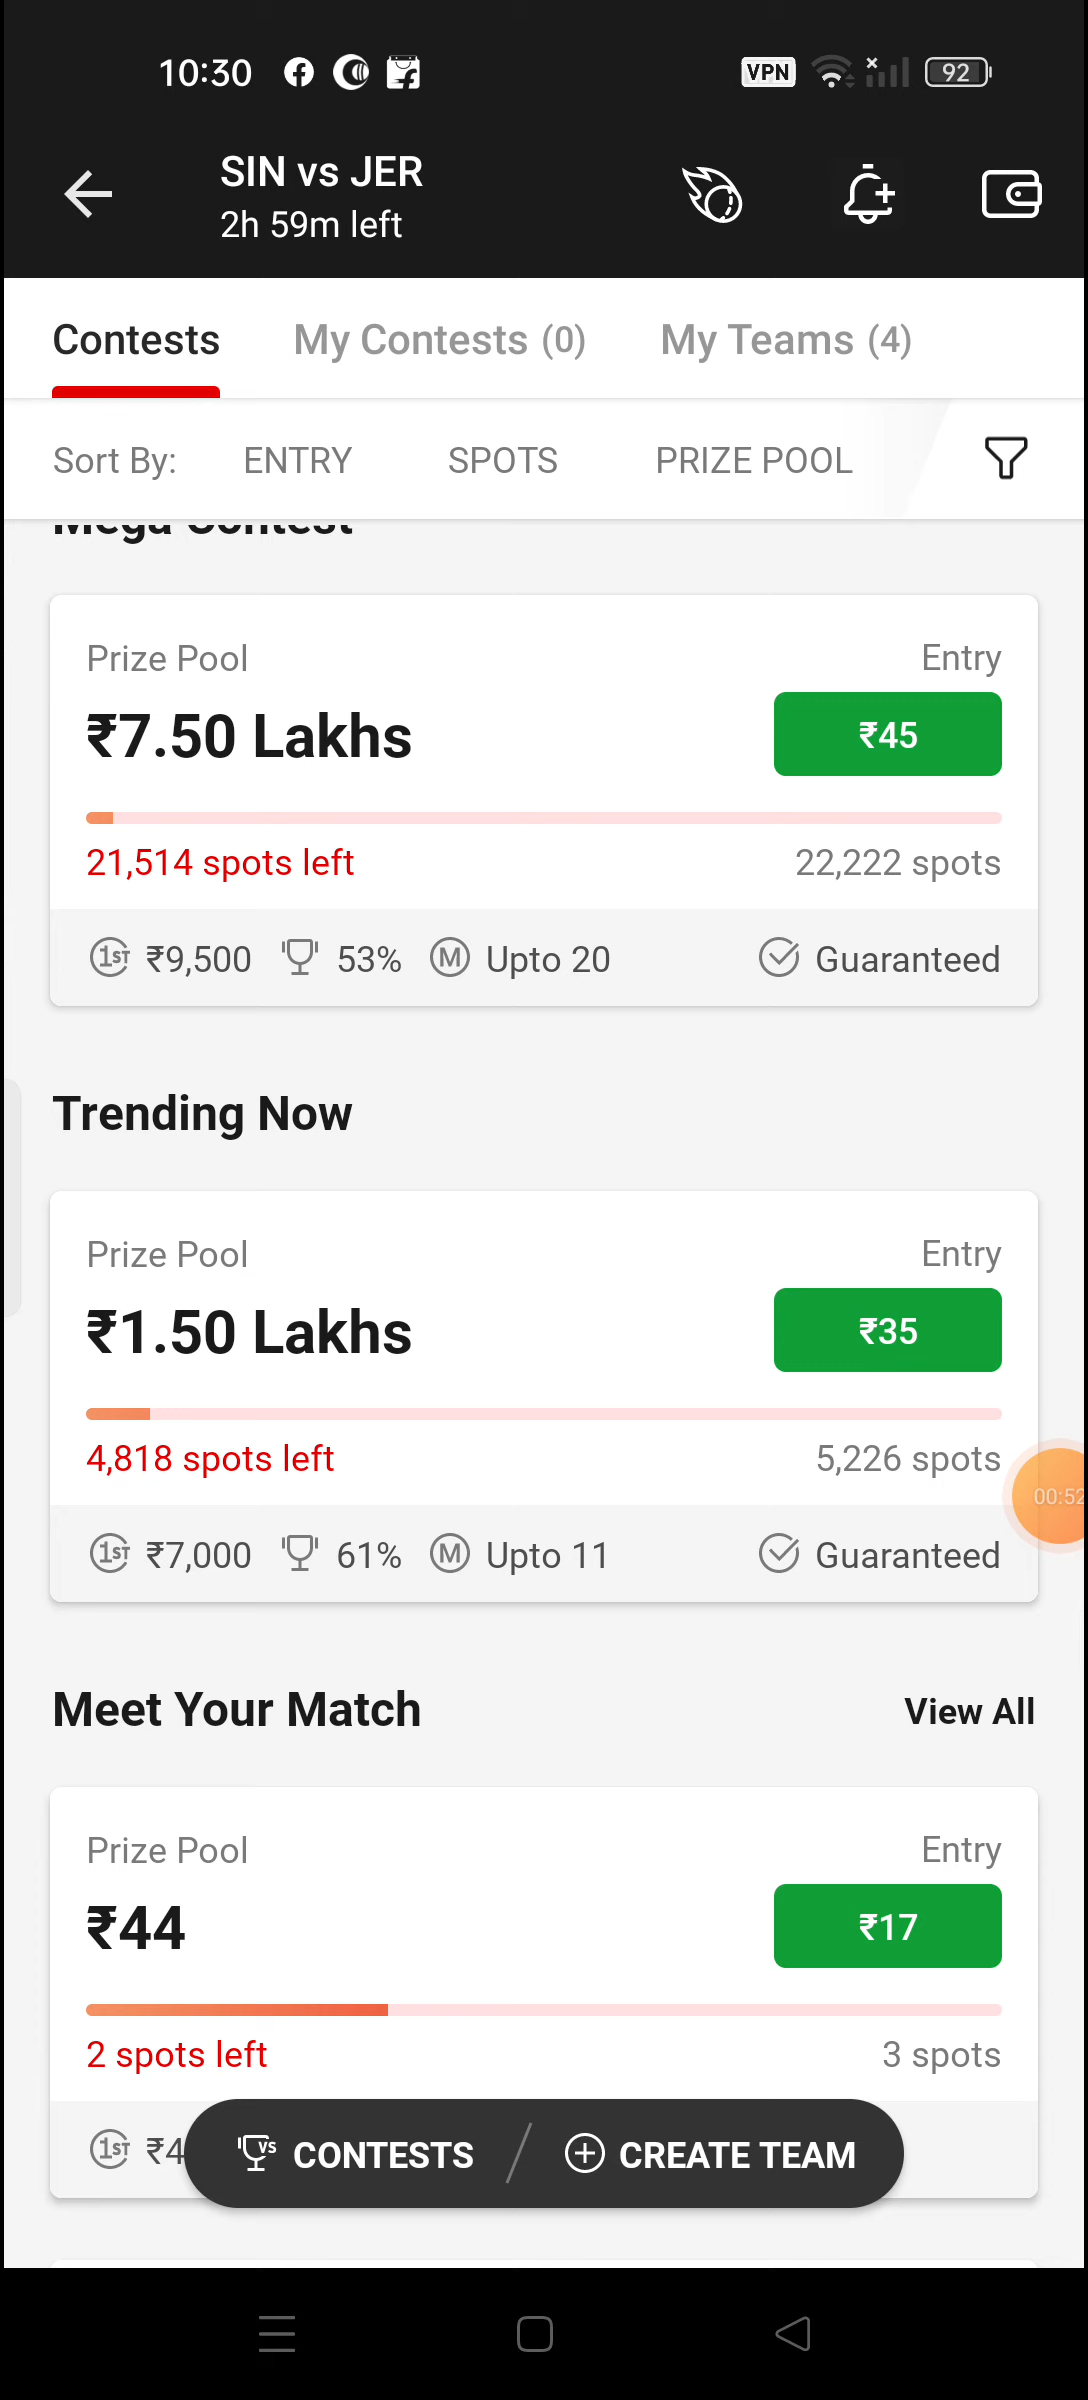 10:30
VPN
92
SIN vs JER
2h 59m left
Contests
My Contests (0)
My Teams (4)
Sort By:
ENTRY
SPOTS
PRIZE POOL
Mega Contest
Prize Pool
Entry
₹7.50 Lakhs
₹45
21,514 spots left
22,222 spots
1ST ₹9,500
53%
M Upto 20
Guaranteed
Trending Now
Prize Pool
Entry
₹1.50 Lakhs
₹35
4,818 spots left
5,226 spots
00:52
1ST ₹7,000
61%
M Upto 11
Guaranteed
Meet Your Match
View All
Prize Pool
Entry
₹44
₹17
2 spots left
3 spots
1ST ₹4
VS CONTESTS
CREATE TEAM